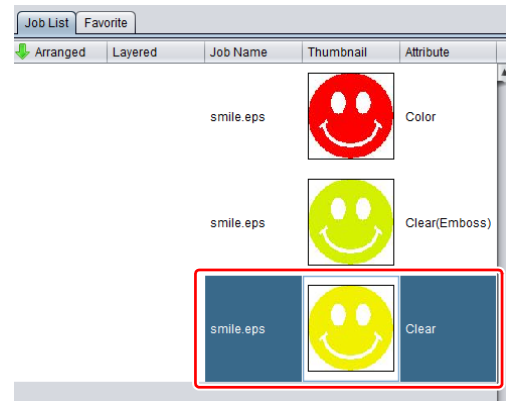 Job List Favorite
Arranged Layered Job Name Thumbnail Attribute
smile.eps Color
smile.eps Clear(Emboss)
smile.eps Clear